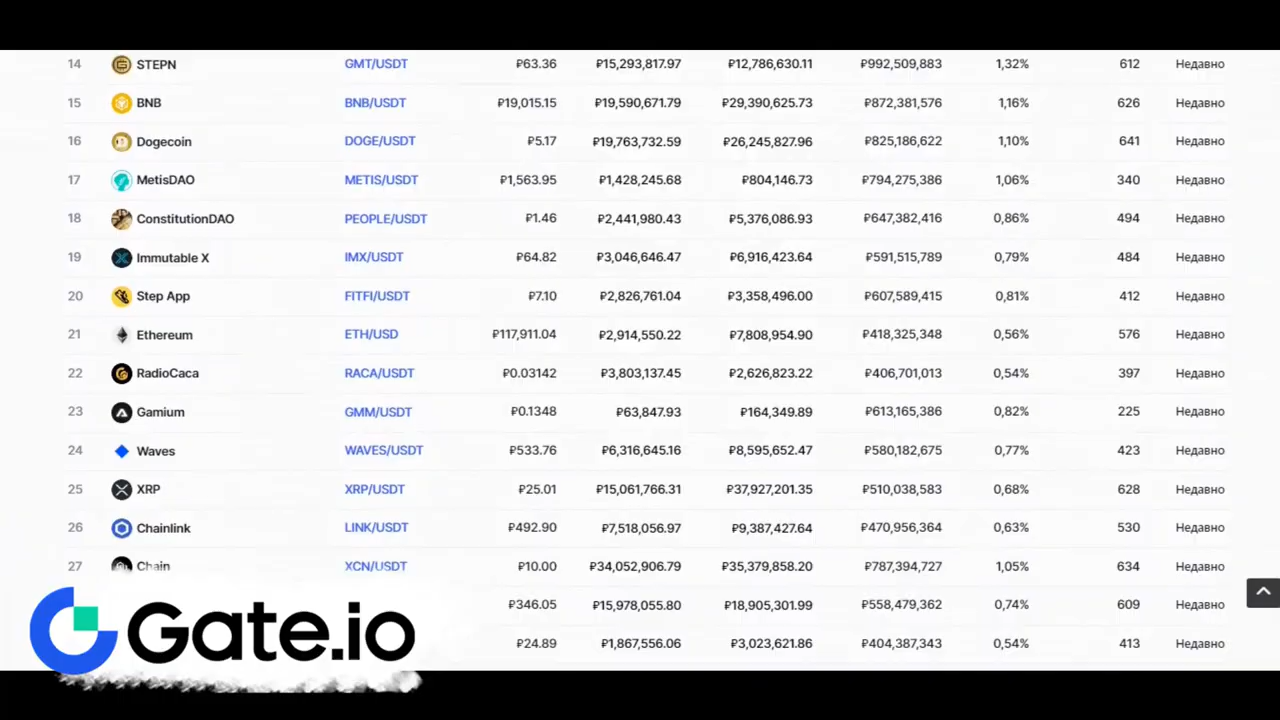 14 STEPN GMT/USDT ₽63.36 ₽15,293,817.97 ₽12,786,630.11 ₽992,509,883 1,32% 612 Недавно
15 BNB BNB/USDT ₽19,015.15 ₽19,590,671.79 ₽29,390,625.73 ₽872,381,576 1,16% 626 Недавно
16 Dogecoin DOGE/USDT ₽5.17 ₽19,763,732.59 ₽26,245,827.96 ₽825,186,622 1,10% 641 Недавно
17 MetisDAO METIS/USDT ₽1,563.95 ₽1,428,245.68 ₽804,146.73 ₽794,275,386 1,06% 340 Недавно
18 ConstitutionDAO PEOPLE/USDT ₽1.46 ₽2,441,980.43 ₽5,376,086.93 ₽647,382,416 0,86% 494 Недавно
19 Immutable X IMX/USDT ₽64.82 ₽3,046,646.47 ₽6,916,423.64 ₽591,515,789 0,79% 484 Недавно
20 Step App FITFI/USDT ₽7.10 ₽2,826,761.04 ₽3,358,496.00 ₽607,589,415 0,81% 412 Недавно
21 Ethereum ETH/USD ₽117,911.04 ₽2,914,550.22 ₽7,808,954.90 ₽418,325,348 0,56% 576 Недавно
22 RadioCaca RACA/USDT ₽0.03142 ₽3,803,137.45 ₽2,626,823.22 ₽406,701,013 0,54% 397 Недавно
23 Gamium GMM/USDT ₽0.1348 ₽63,847.93 ₽164,349.89 ₽613,165,386 0,82% 225 Недавно
24 Waves WAVES/USDT ₽533.76 ₽6,316,645.16 ₽8,595,652.47 ₽580,182,675 0,77% 423 Недавно
25 XRP XRP/USDT ₽25.01 ₽15,061,766.31 ₽37,927,201.35 ₽510,038,583 0,68% 628 Недавно
26 Chainlink LINK/USDT ₽492.90 ₽7,518,056.97 ₽9,387,427.64 ₽470,956,364 0,63% 530 Недавно
27 Chain XCN/USDT ₽10.00 ₽34,052,906.79 ₽35,379,858.20 ₽787,394,727 1,05% 634 Недавно
₽346.05 ₽15,978,055.80 ₽18,905,301.99 ₽558,479,362 0,74% 609 Недавно
Gate.io
₽24.89 ₽1,867,556.06 ₽3,023,621.86 ₽404,387,343 0,54% 413 Недавно